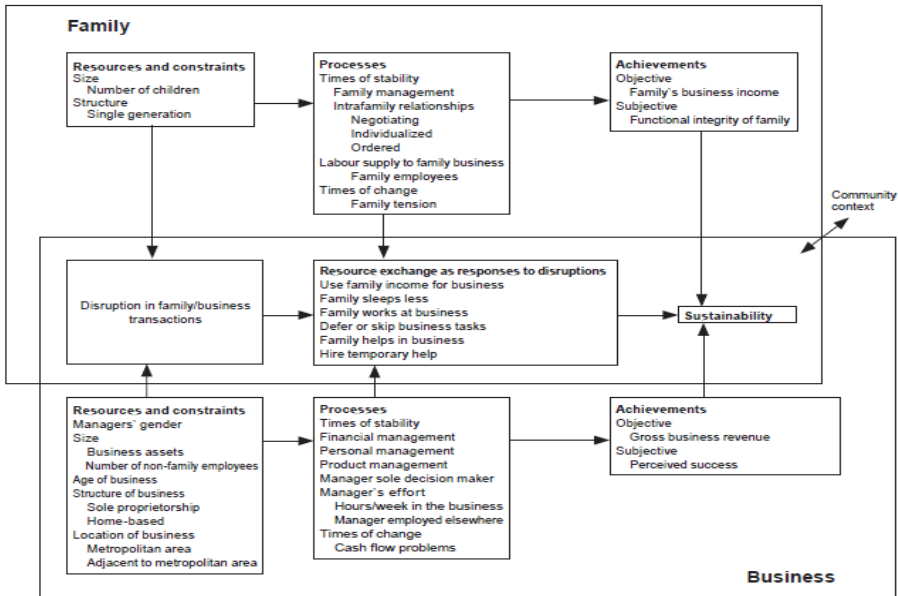 Family
Resources and constraints
Size
Number of children
Structure
Single generation
Processes
Times of stability
Family management
Intrafamily relationships
Negotiating
Individualized
Ordered
Labour supply to family business
Family employees
Times of change
Family tension
Achievements
Objective
Family`s business income
Subjective
Functional integrity of family
Community
context
Disruption in family/business
transactions
Resource exchange as responses to disruptions
Use family income for business
Family sleeps less
Family works at business
Defer or skip business tasks
Family helps in business
Hire temporary help
Sustainability
Resources and constraints
Managers` gender
Size
Business assets
Number of non-family employees
Age of business
Structure of business
Sole proprietorship
Home-based
Location of business
Metropolitan area
Adjacent to metropolitan area
Processes
Times of stability
Financial management
Personal management
Product management
Manager sole decision maker
Manager`s effort
Hours/week in the business
Manager employed elsewhere
Times of change
Cash flow problems
Achievements
Objective
Gross business revenue
Subjective
Perceived success
Business